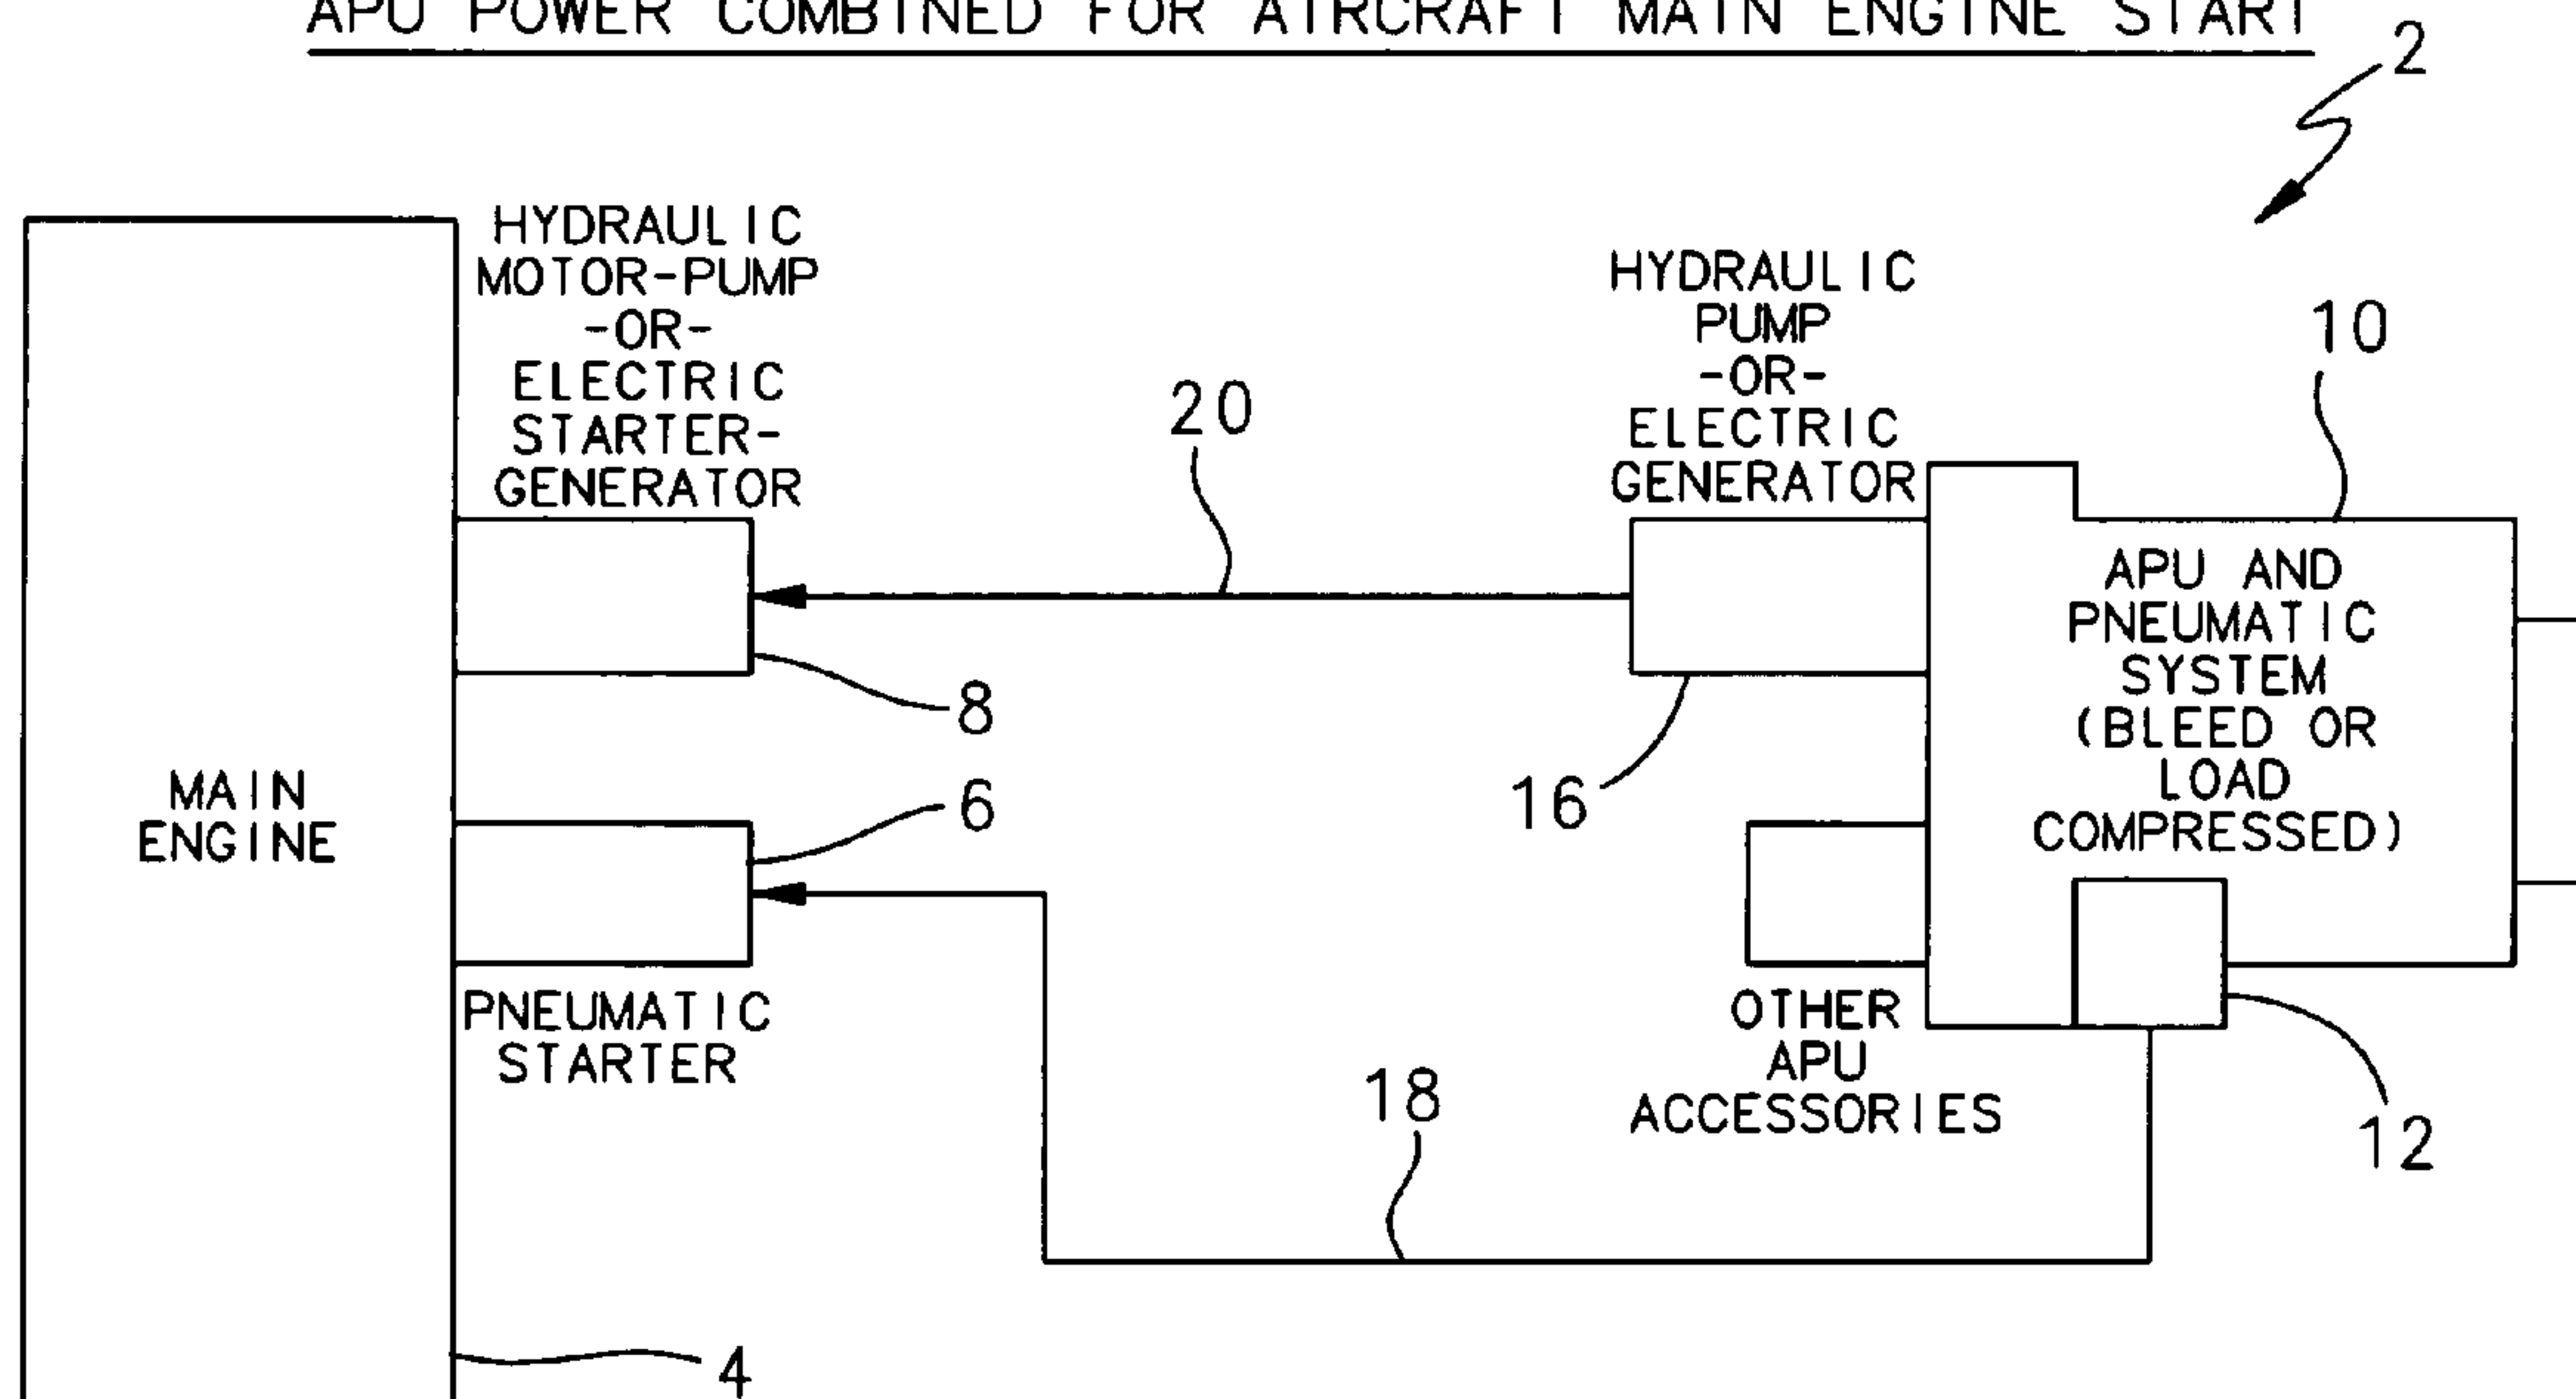 APU POWER COMBINED FOR AIRCRAFT MAIN ENGINE START
2
HYDRAULIC
MOTOR-PUMP
-OR-
ELECTRIC
STARTER-
GENERATOR
HYDRAULIC
PUMP
-OR-
ELECTRIC
GENERATOR
10
20
APU AND
PNEUMATIC
SYSTEM
(BLEED OR
LOAD
COMPRESSED)
8
16
6
MAIN
ENGINE
PNEUMATIC
STARTER
OTHER
APU
ACCESSORIES
18
12
4